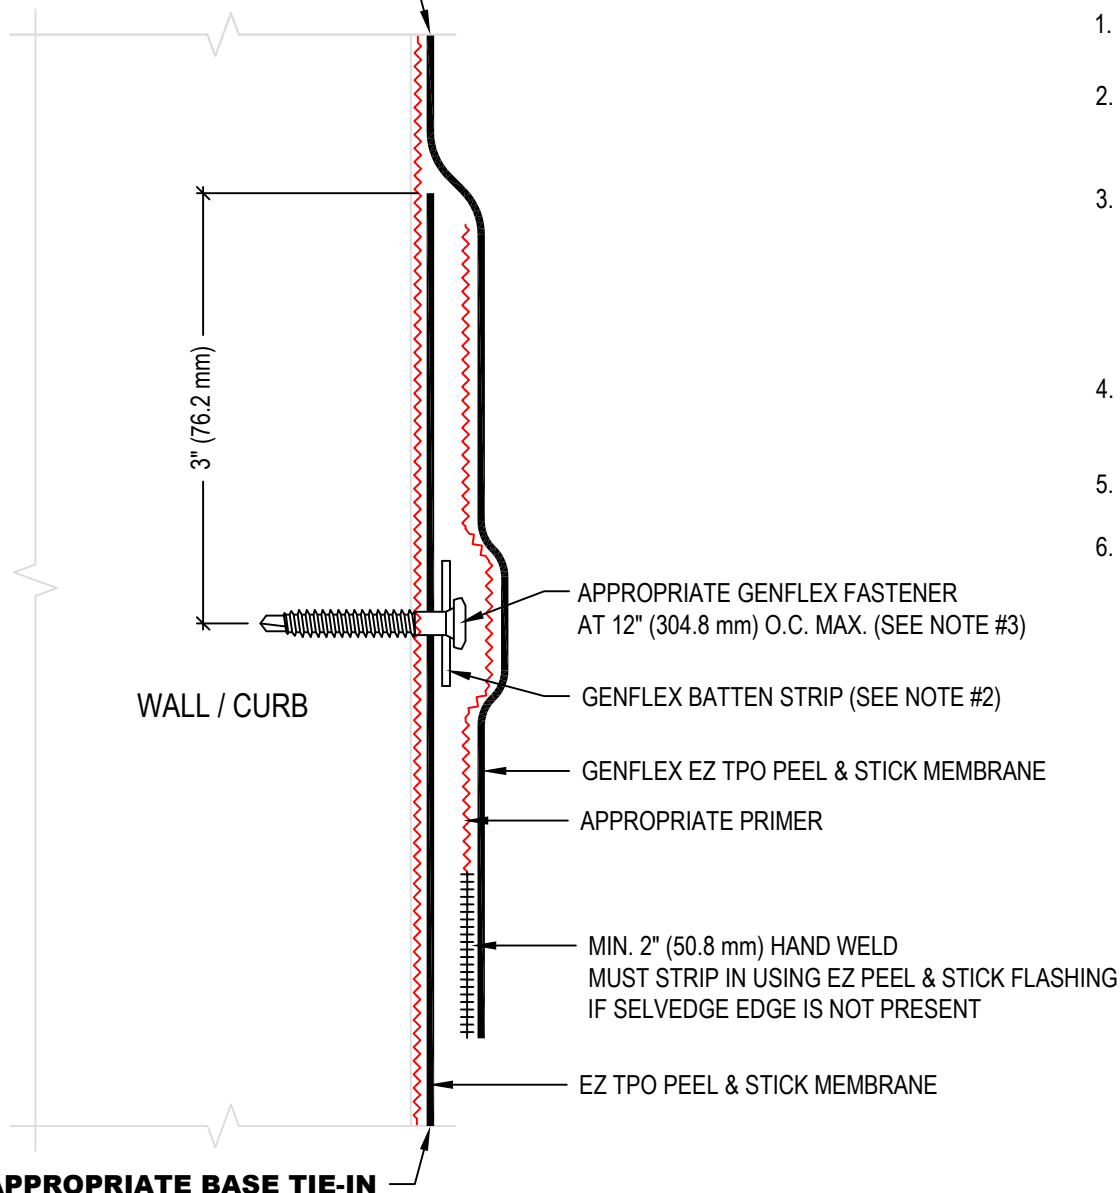 1.
2.
3.
3" (76.2 mm)
4.
5.
6.
APPROPRIATE GENFLEX FASTENER
AT 12" (304.8 mm) O.C. MAX. (SEE NOTE #3)
GENFLEX BATTEN STRIP (SEE NOTE #2)
WALL / CURB
GENFLEX EZ TPO PEEL & STICK MEMBRANE
APPROPRIATE PRIMER
MIN. 2" (50.8 mm) HAND WELD
MUST STRIP IN USING EZ PEEL & STICK FLASHING
IF SELVEDGE EDGE IS NOT PRESENT
EZ TPO PEEL & STICK MEMBRANE
APPROPRIATE BASE TIE-IN